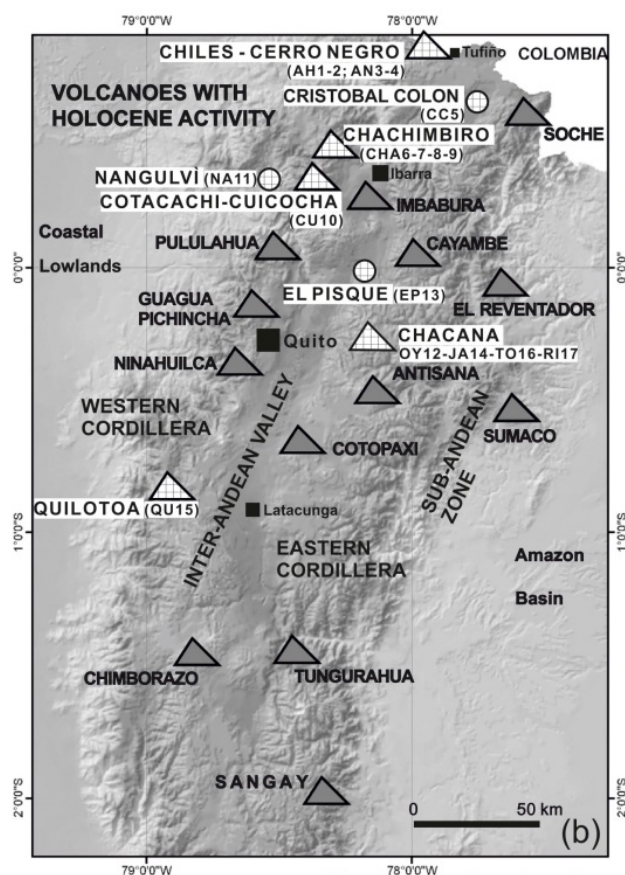 79°0'0"W
78°0'0"W
CHILES - CERRO NEGRO
(AH1-2; AN3-4)
Tufiño
COLOMBIA
VOLCANOES WITH
HOLOCENE ACTIVITY
CRISTOBAL COLON
(CC5)
SOCHE
CHACHIMBIRO
(CHA6-7-8-9)
NANGULVÌ (NA11)
Ibarra
COTACACHI-CUICOCHA
(CU10)
IMBABURA
Coastal
Lowlands
PULULAHUA
CAYAMBE
0°0'0"
0°0'0"
EL PISQUE (EP13)
EL REVENTADOR
GUAGUA
PICHINCHA
Quito
CHACANA
OY12-JA14-TO16-RI17
NINAHUILCA
ANTISANA
WESTERN
CORDILLERA
SUMACO
COTOPAXI
INTER-ANDEAN VALLEY
SUB-ANDEAN
ZONE
QUILOTOA (QU15)
Latacunga
1°0'0"S
1°0'0"S
EASTERN
CORDILLERA
Amazon
Basin
CHIMBORAZO
TUNGURAHUA
SANGAY
2°0'0"S
2°0'0"S
0
50 km
(b)
79°0'0"W
78°0'0"W